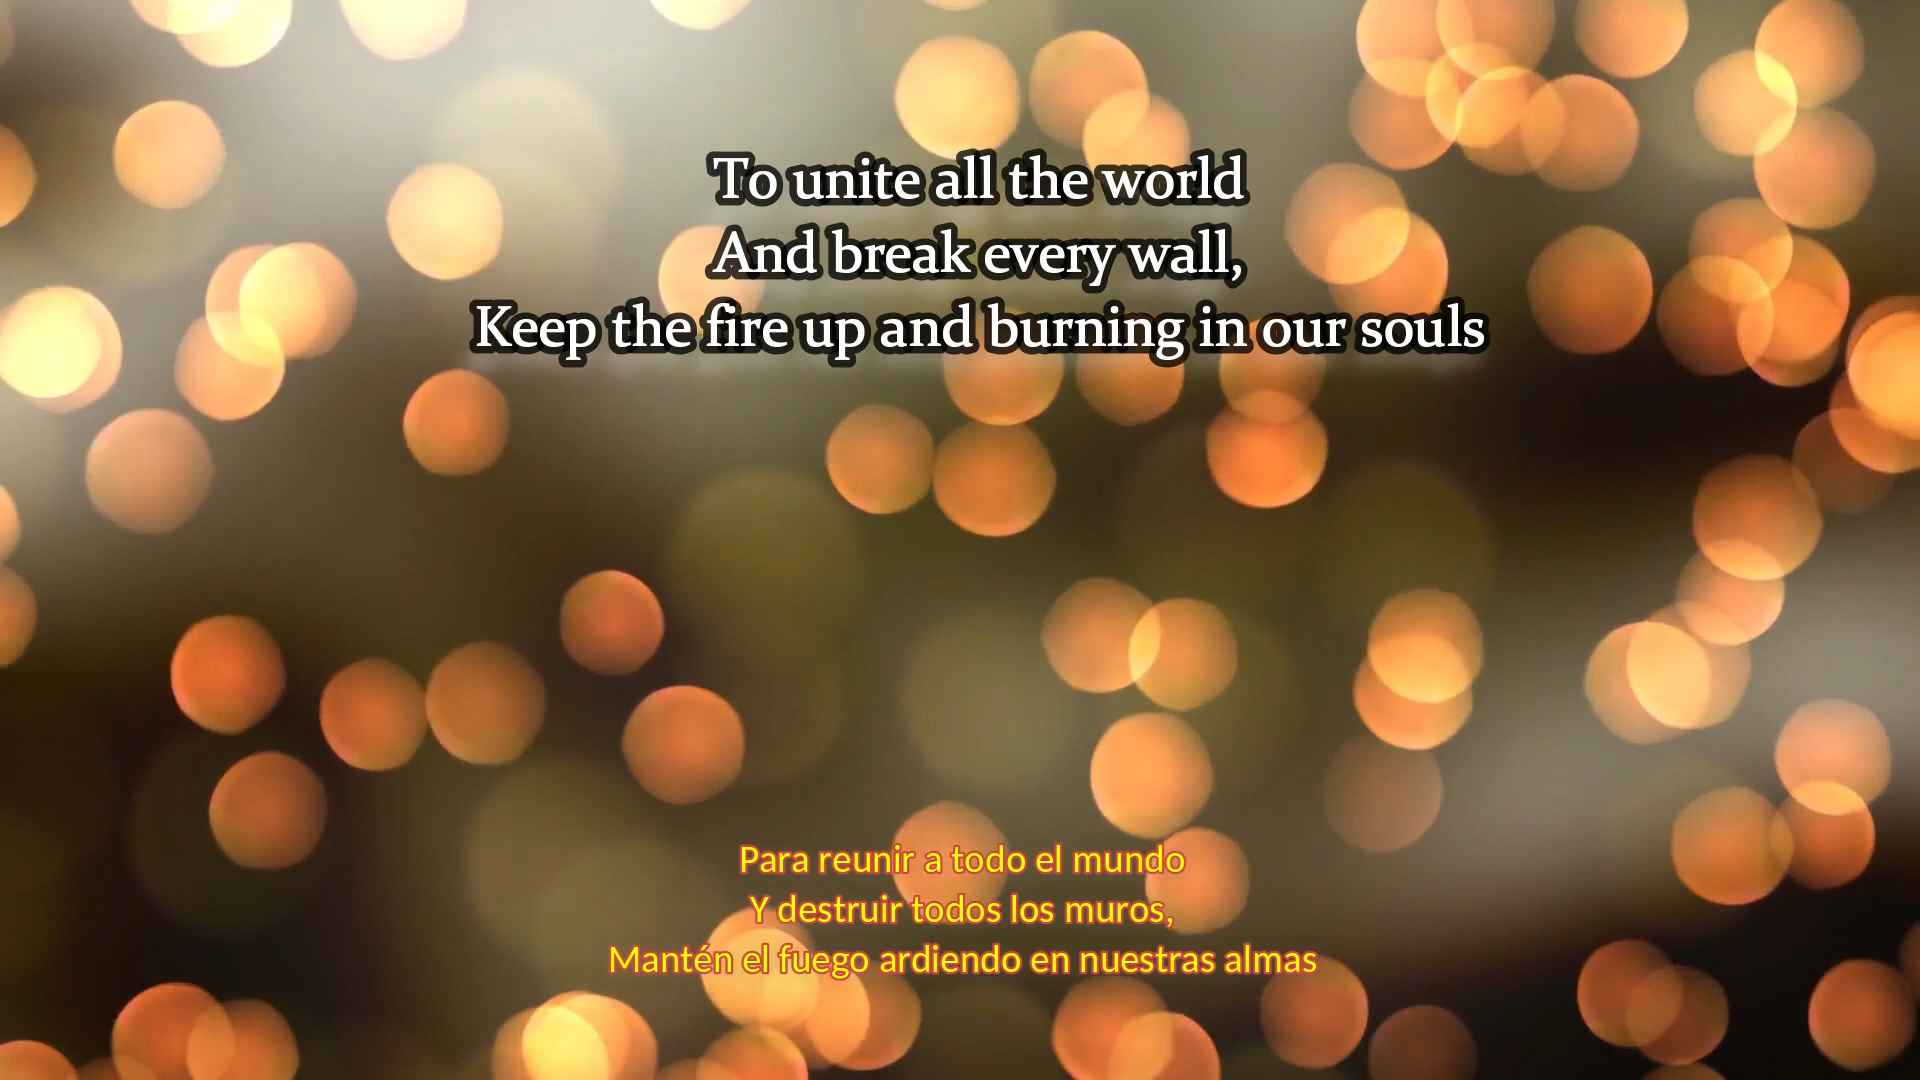 To unite all the world
And break every wall,
Keep the fire up and burning in our souls
Para reunir a todo el mundo
Y destruir todos los muros,
Mantén el fuego ardiendo en nuestras almas